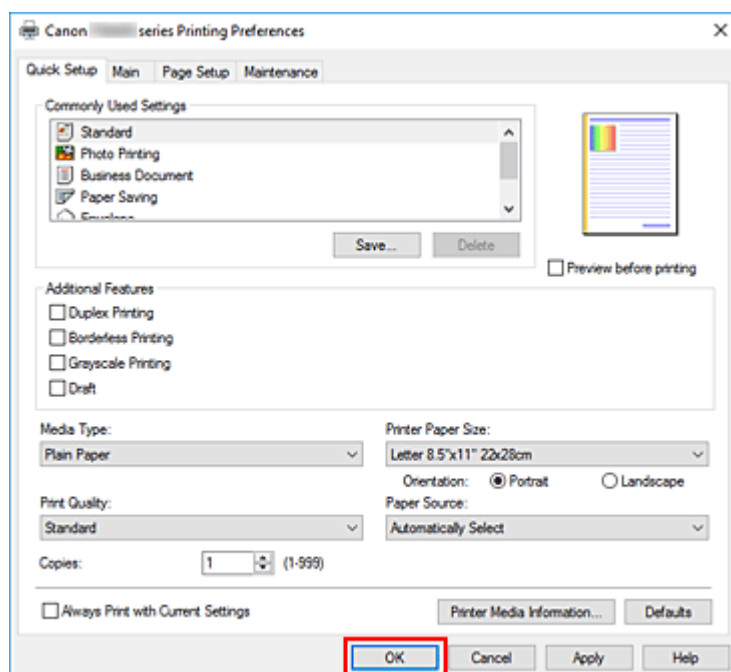 Canon series Printing Preferences
Quick Setup Main Page Setup Maintenance
Commonly Used Settings
Standard
Photo Printing
Business Document
Paper Saving
Envelope
Save... Delete
Preview before printing
Additional Features
Duplex Printing
Borderless Printing
Grayscale Printing
Draft
Media Type: Printer Paper Size:
Plain Paper Letter 8.5"x11" 22x28cm
Orientation: Portrait Landscape
Print Quality: Paper Source:
Standard Automatically Select
Copies: 1 (1-999)
Always Print with Current Settings Printer Media Information... Defaults
OK Cancel Apply Help